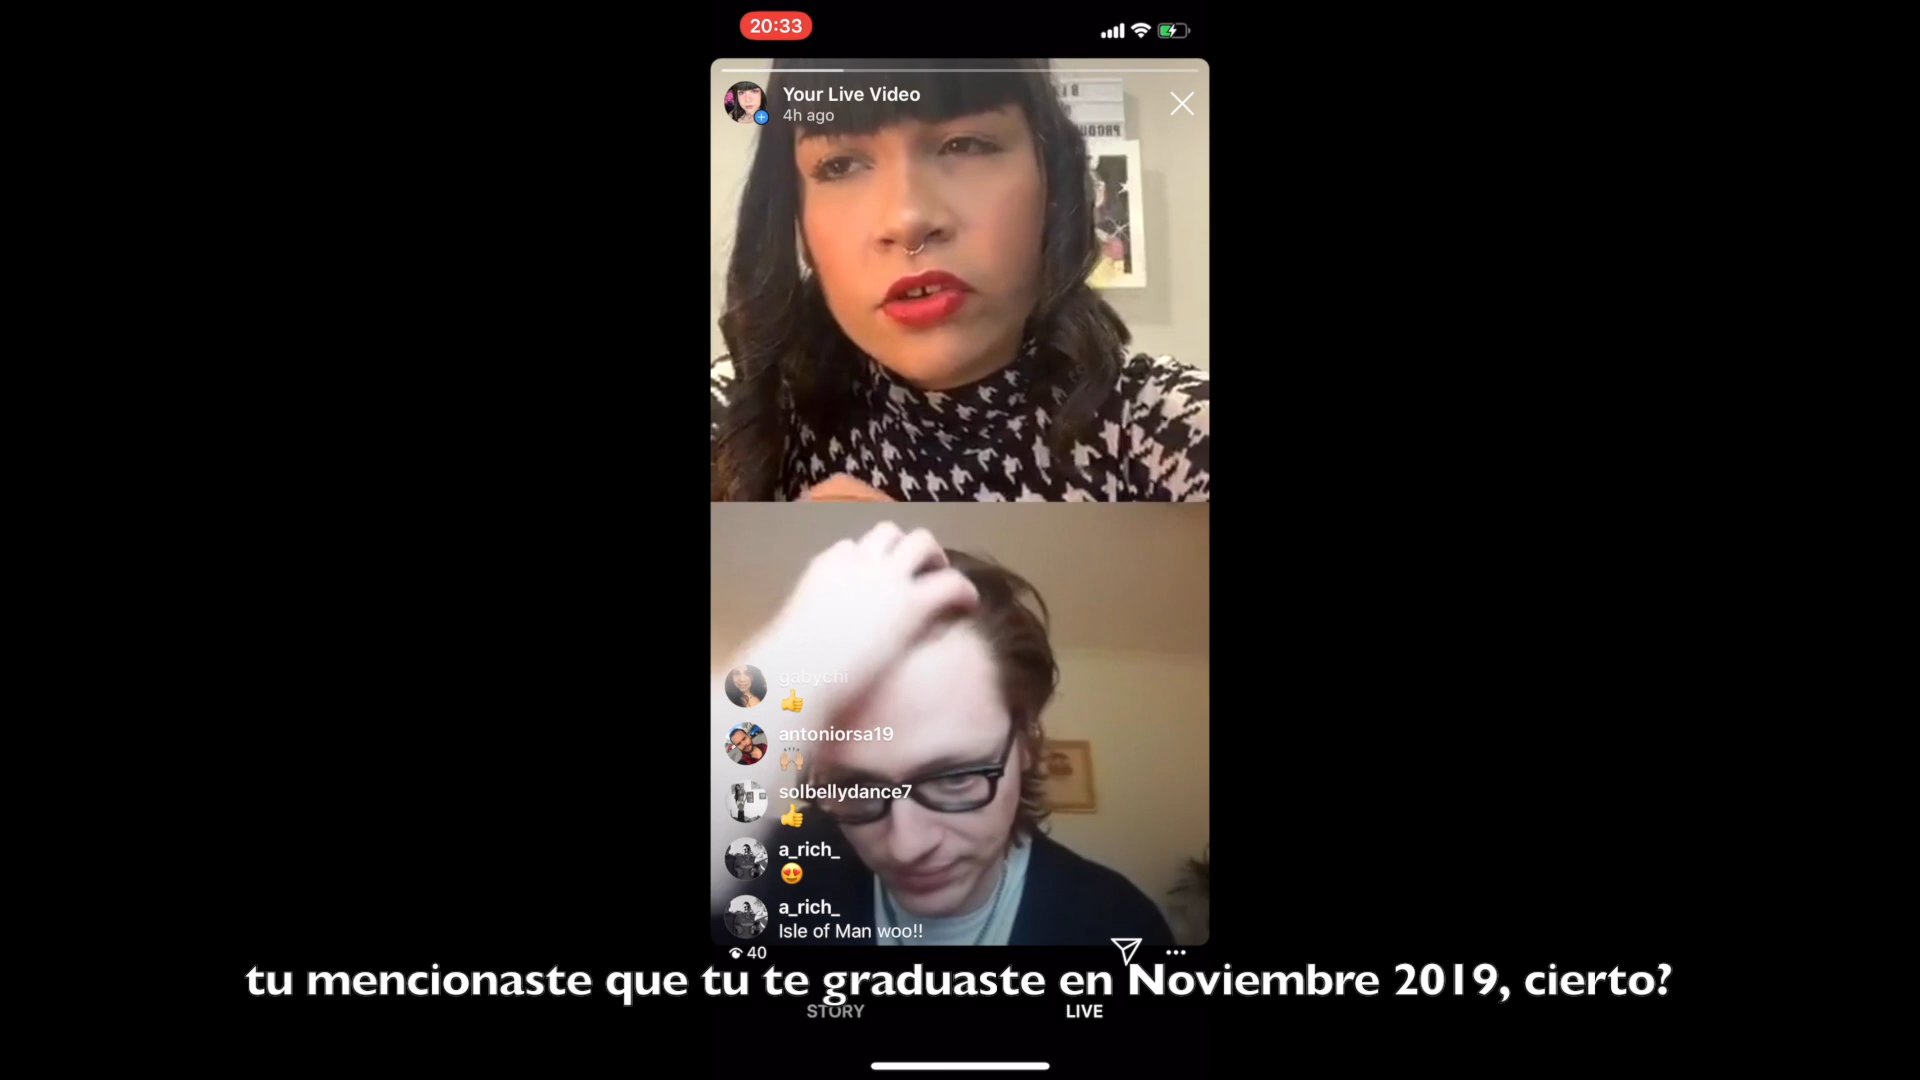 20:33
Your Live Video
4h ago
gabychi
antoniorsa19
solbellydance7
a_rich_
a_rich_
Isle of Man woo!!
40
tu mencionaste que tu te graduaste en Noviembre 2019, cierto?
STORY
LIVE